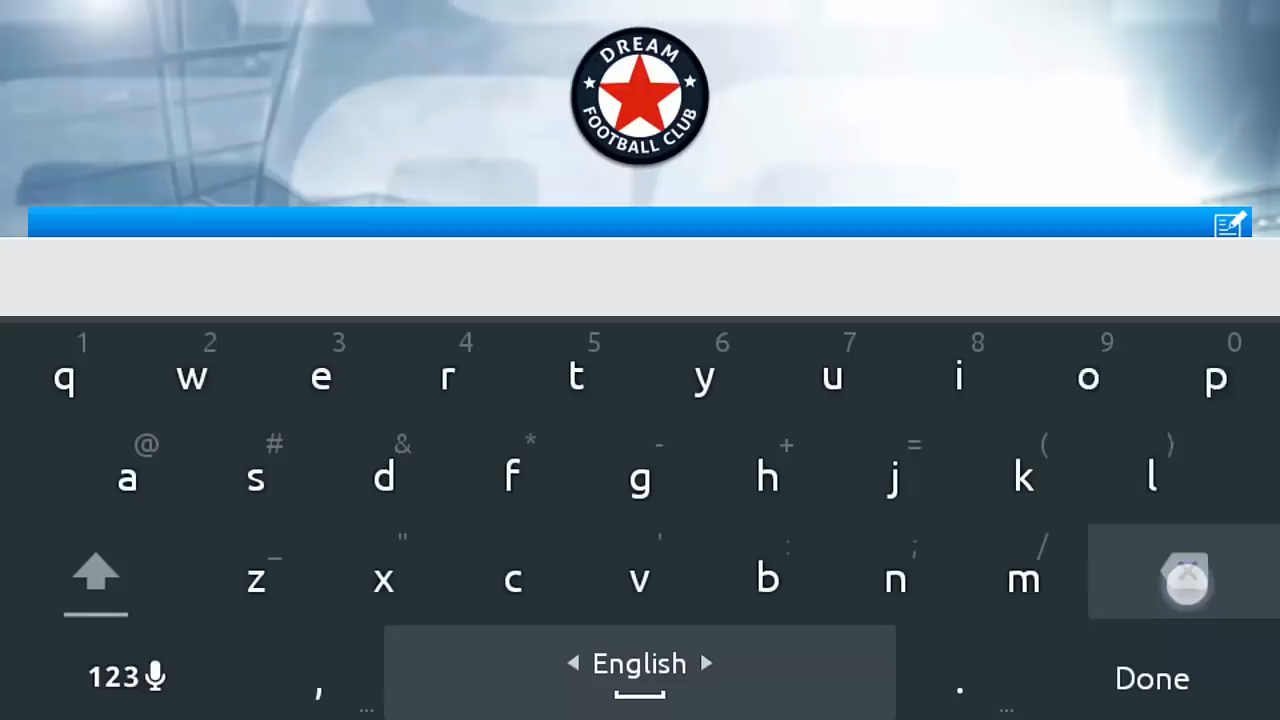 DREAM
FOOTBALL CLUB
1 2 3 4 5 6 7 8 9 0
q w e r t y u i o p
@ # & * - + = ( )
a s d f g h j k l
_ " ' : ; /
z x c v b n m
123 , English . Done
... ...